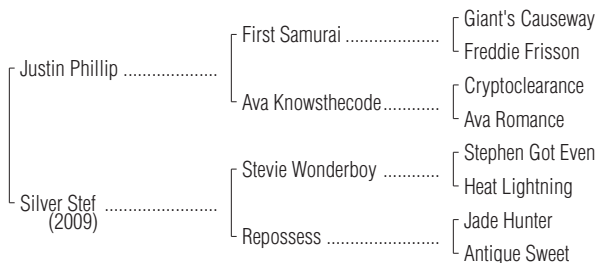 Giant's Causeway
First Samurai ...................
Freddie Frisson
Justin Phillip ...................
Cryptoclearance
Ava Knowsthecode............
Ava Romance
Stephen Got Even
Stevie Wonderboy ............
Heat Lightning
Silver Stef .......................
(2009)
Jade Hunter
Repossess .......................
Antique Sweet